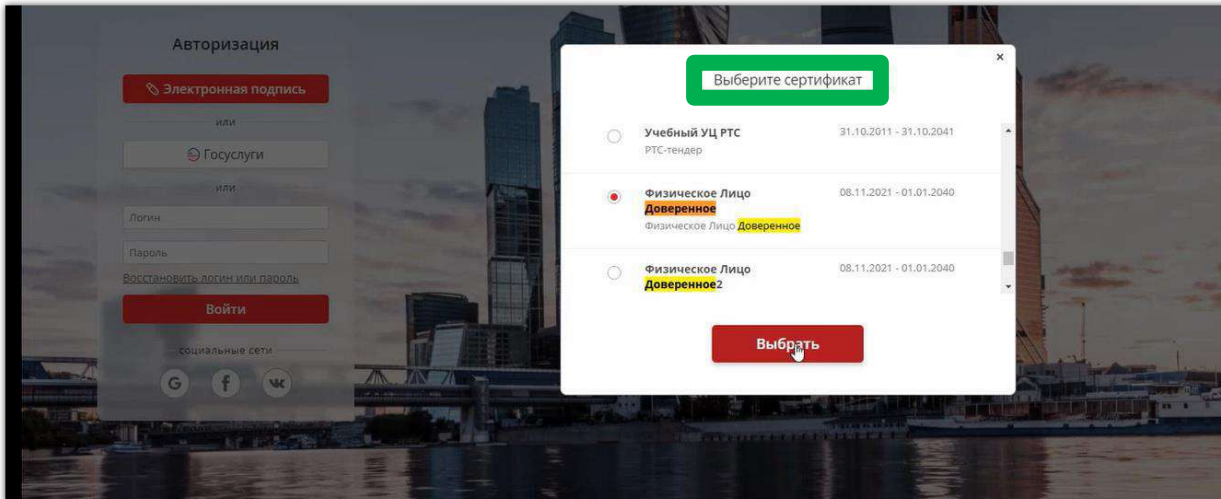 Авторизация
Электронная подпись
или
Госуслуги
или
Логин
Пароль
Восстановить логин или пароль
Войти
социальные сети
G f
×
Выберите сертификат
Учебный УЦ РТС 31.10.2011 - 31.10.2041
РТС-тендер
Физическое Лицо 08.11.2021 - 01.01.2040
Доверенное
Физическое Лицо Доверенное
Физическое Лицо 08.11.2021 - 01.01.2040
Доверенное2
Выбрать